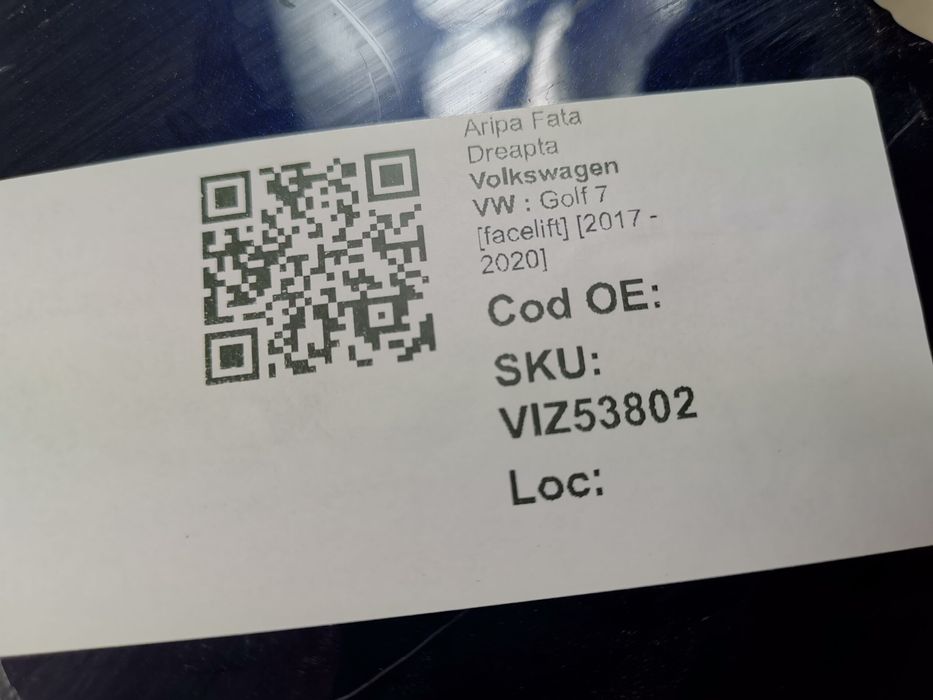 Aripa Fata
Dreapta
Volkswagen
VW : Golf 7
[facelift] [2017 -
2020]
Cod OE:
SKU:
VIZ53802
Loc: